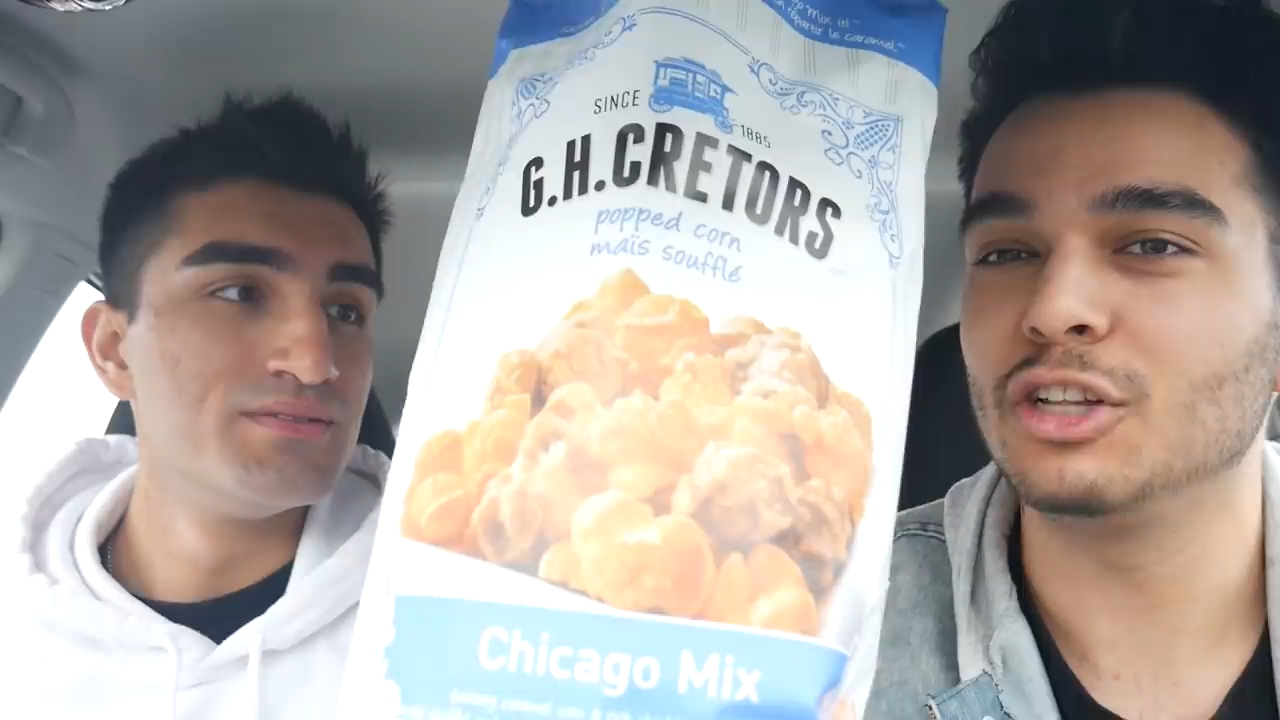 SINCE
1885
G.H.CRETORS
popped corn
maïs soufflé
Chicago Mix